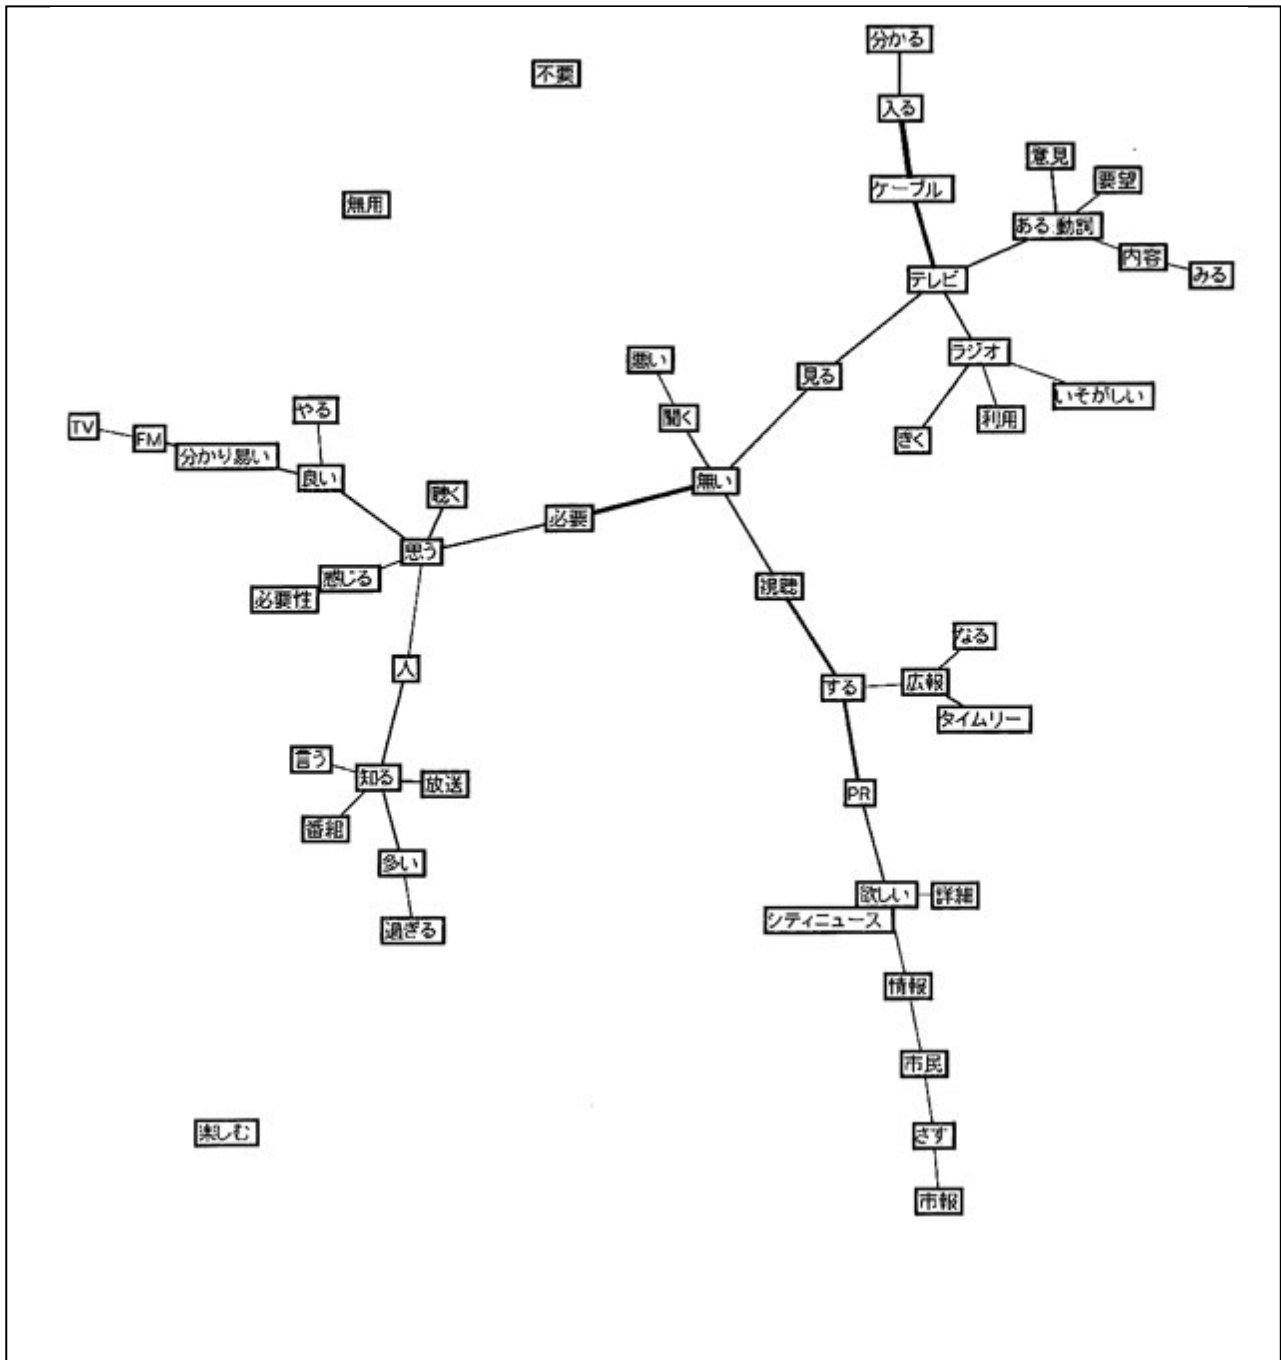 分かる
不要
入る
意見
要望
ケーブル
無用
ある.動詞
内容
みる
テレビ
ラジオ
悪い
見る
いそがしい
やる
聞く
利用
TV
FM
きく
分かり易い
良い
無い
聴く
必要
思う
感じる
視聴
必要性
なる
人
する
広報
タイムリー
言う
知る
放送
PR
番組
多い
欲しい
詳細
シティニュース
過ぎる
情報
市民
楽しむ
さす
市報